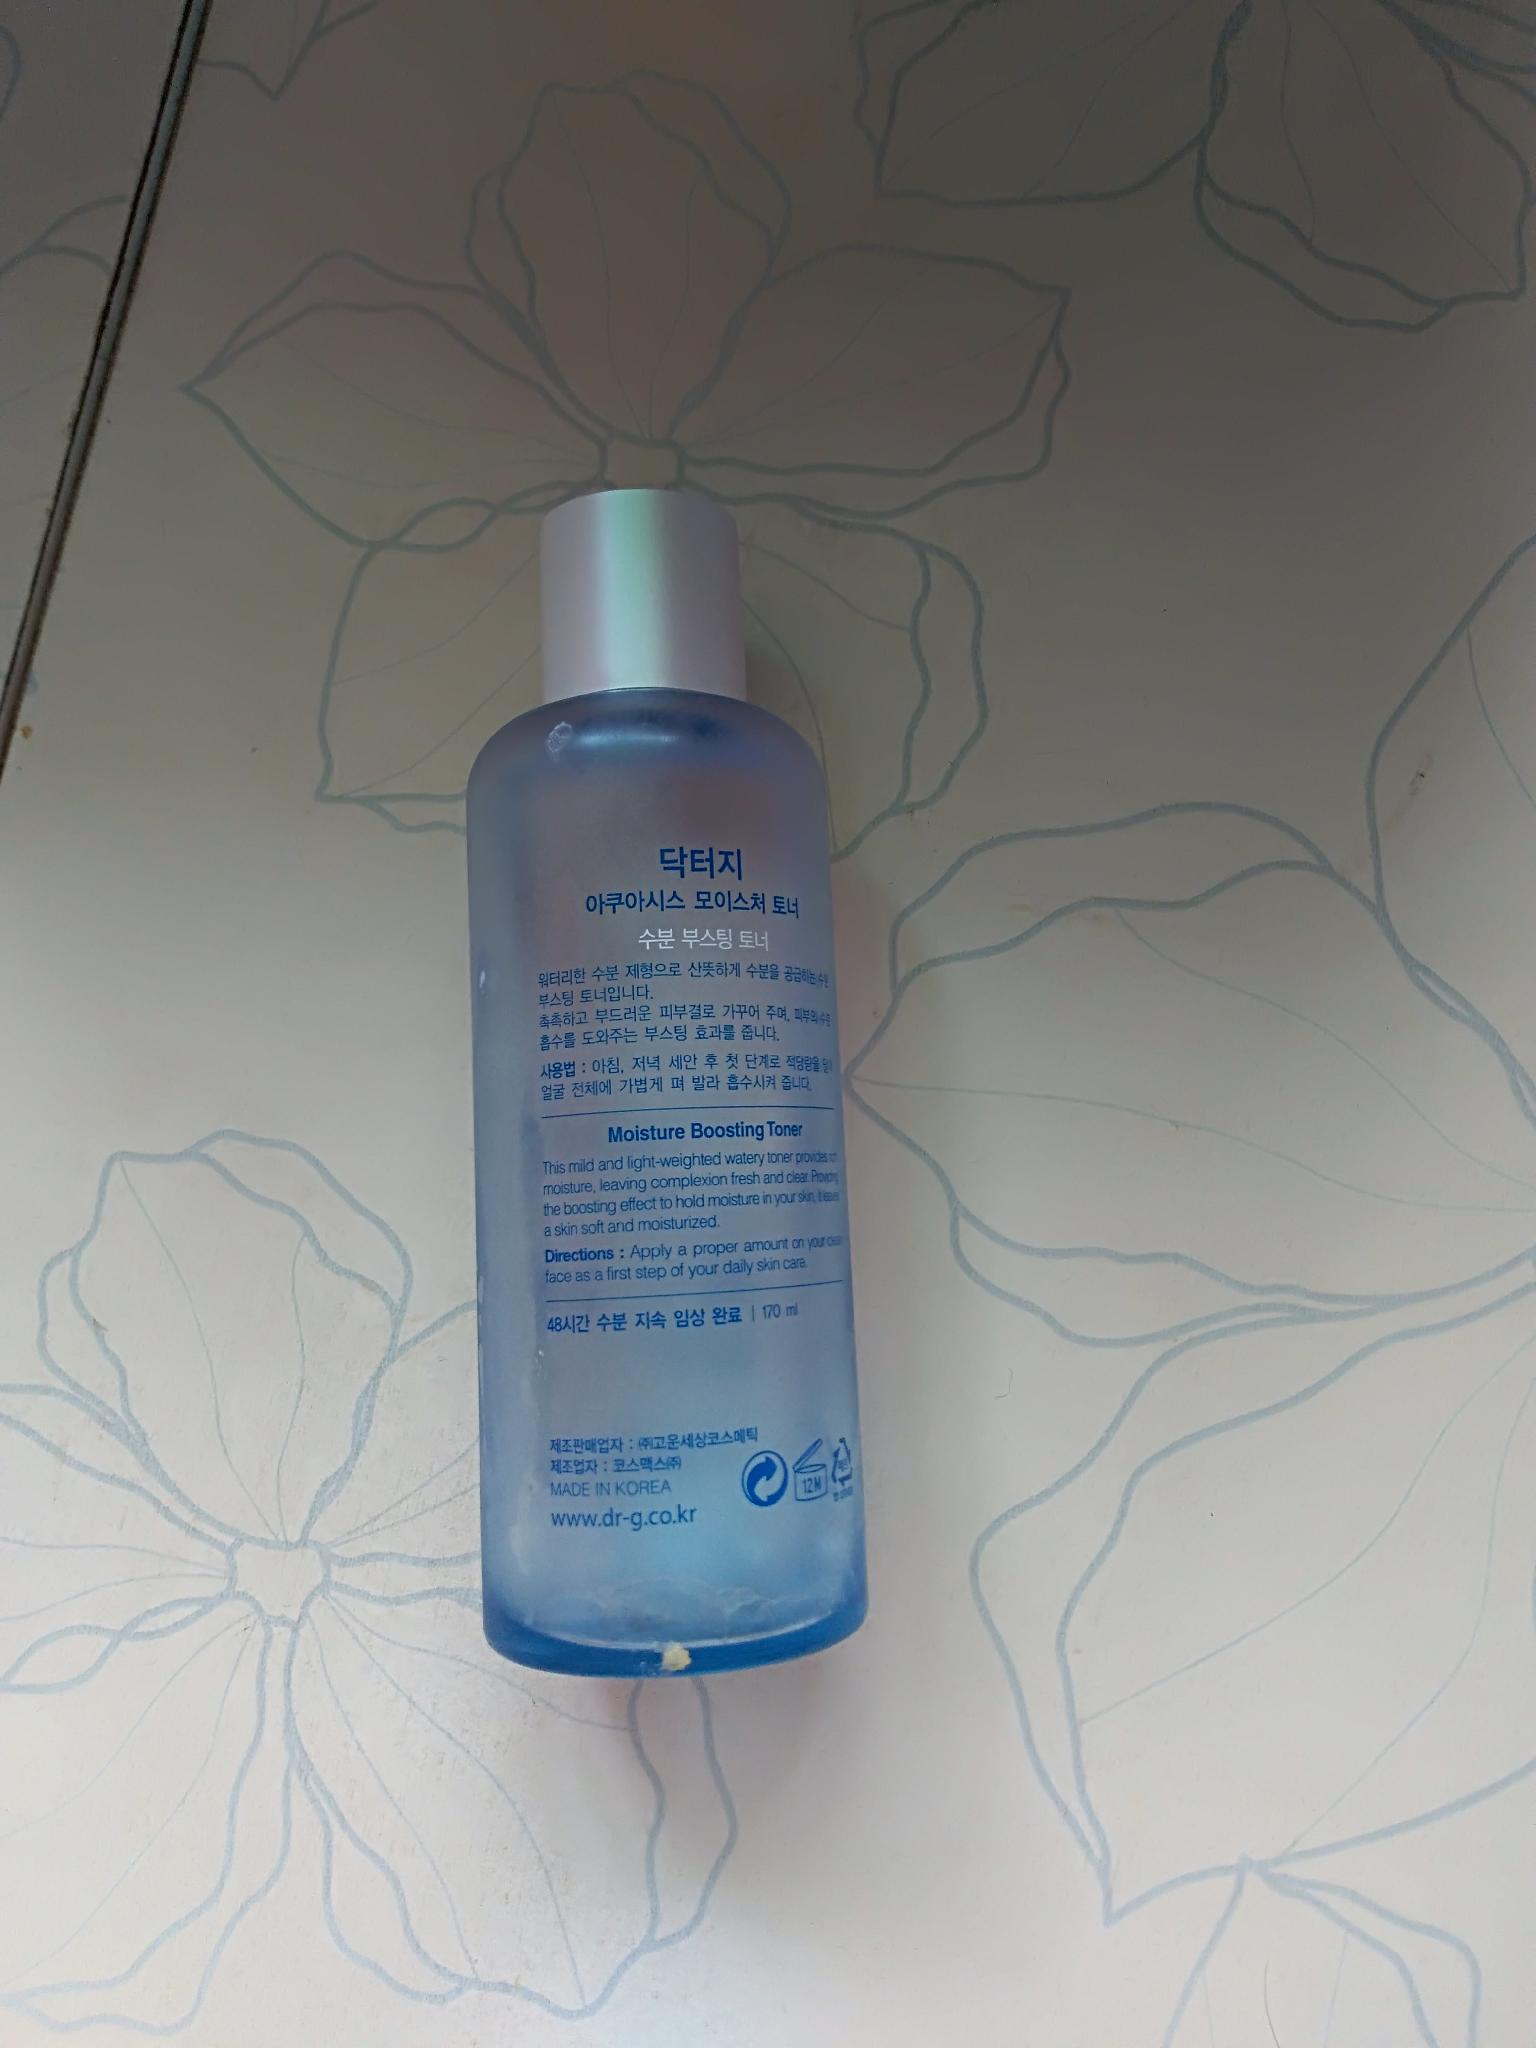 닥터지
아쿠아시스 모이스처 토너
수분 부스팅 토너
워터리한 수분 제형으로 산뜻하게 수분을 공급하는 수분
부스팅 토너입니다.
촉촉하고 부드러운 피부결로 가꾸어 주며, 피부의 수분
흡수를 도와주는 부스팅 효과를 줍니다.
사용법 : 아침, 저녁 세안 후 첫 단계로 적당량을 덜어
얼굴 전체에 가볍게 펴 발라 흡수시켜 줍니다.
Moisture Boosting Toner
This mild and light-weighted watery toner provides rich
moisture, leaving complexion fresh and clear. Providing
the boosting effect to hold moisture in your skin, it leaves
a skin soft and moisturized.
Directions : Apply a proper amount on your clean
face as a first step of your daily skin care.
48시간 수분 지속 임상 완료 | 170 ml
제조판매업자 : ㈜고운세상코스메틱
제조업자 : 코스맥스㈜
MADE IN KOREA
www.dr-g.co.kr
12M